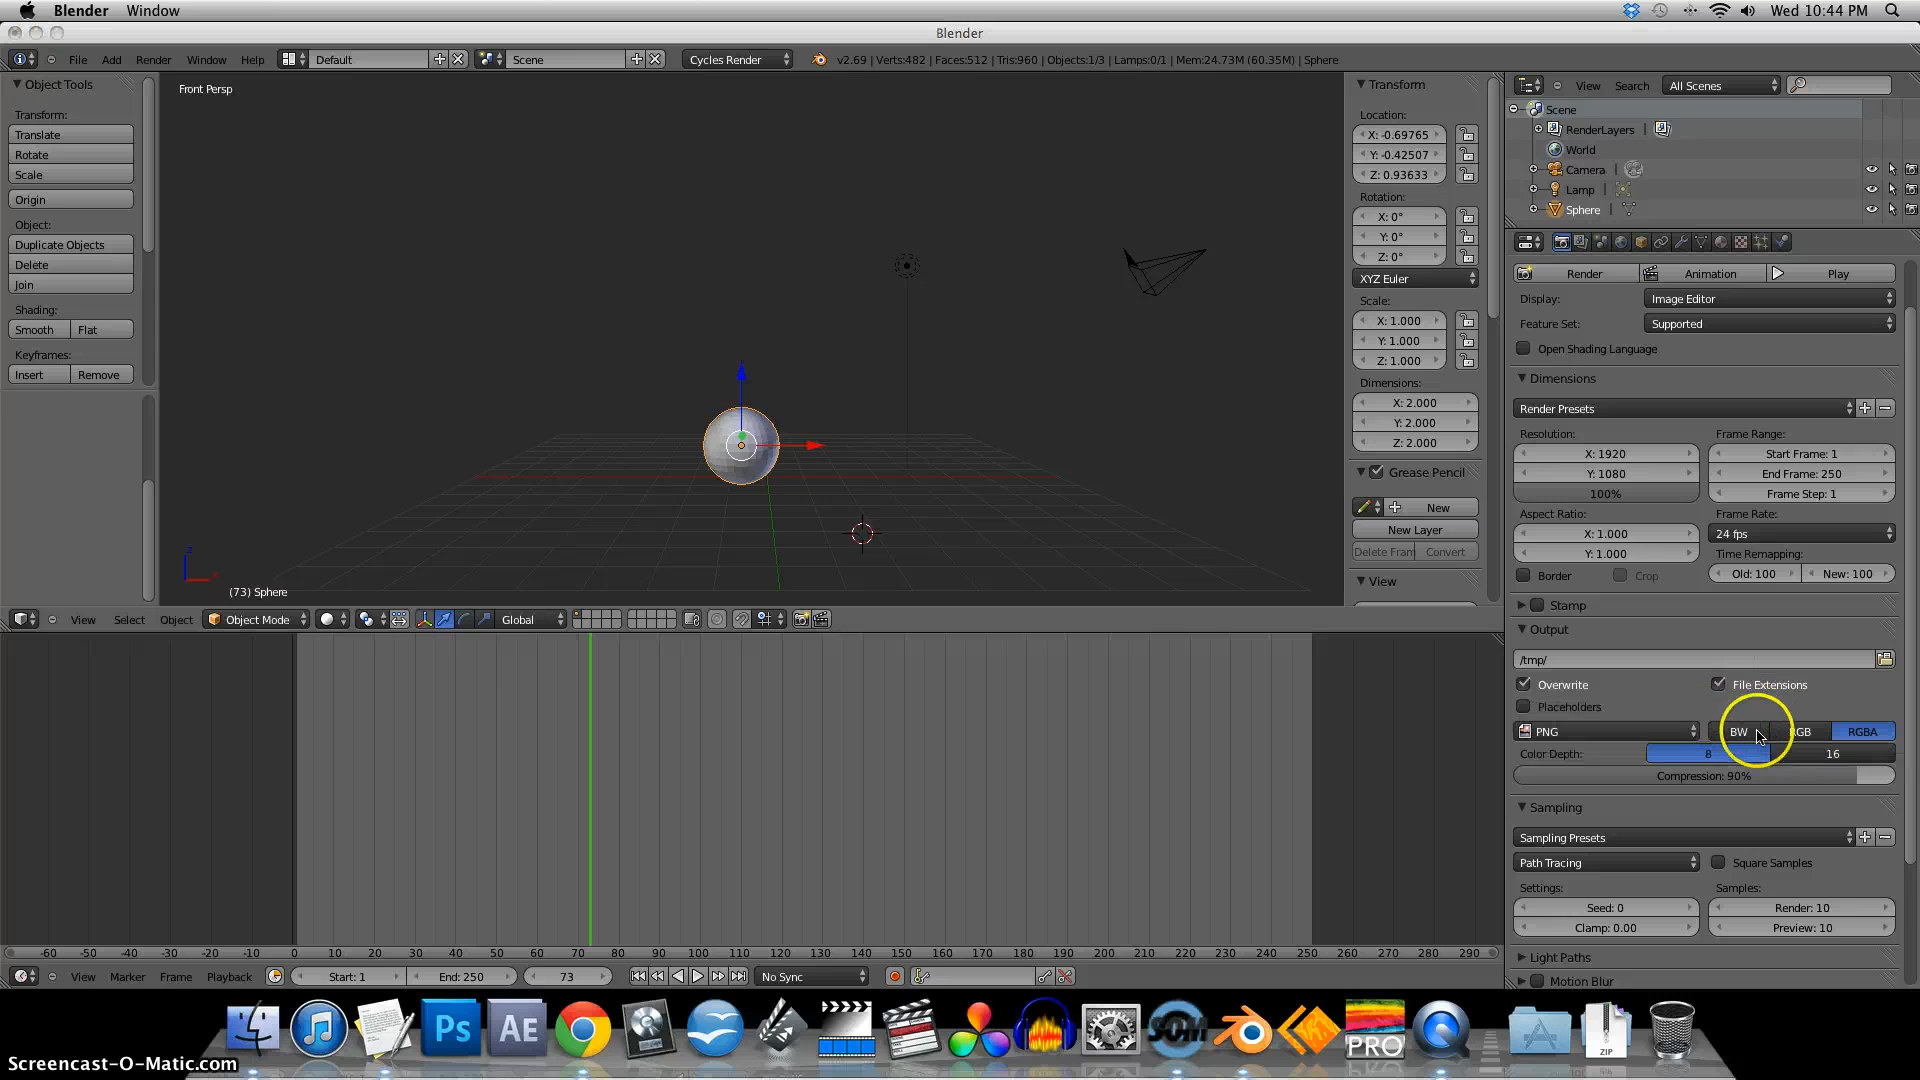 Blender Window Wed 10:44 PM
Blender
File Add Render Window Help Default Scene Cycles Render v2.69 | Verts:482 | Faces:512 | Tris:960 | Objects:1/3 | Lamps:0/1 | Mem:24.73M (60.35M) | Sphere
Object Tools
Transform:
Translate
Rotate
Scale
Origin
Object:
Duplicate Objects
Delete
Join
Shading:
Smooth Flat
Keyframes:
Insert Remove
Front Persp
(73) Sphere
Transform
Location:
X: -0.69765
Y: -0.42507
Z: 0.93633
Rotation:
X: 0°
Y: 0°
Z: 0°
XYZ Euler
Scale:
X: 1.000
Y: 1.000
Z: 1.000
Dimensions:
X: 2.000
Y: 2.000
Z: 2.000
Grease Pencil
New
New Layer
Delete Fram Convert
View
View Search All Scenes
Scene
RenderLayers
World
Camera
Lamp
Sphere
Render Animation Play
Display: Image Editor
Feature Set: Supported
Open Shading Language
Dimensions
Render Presets
Resolution: Frame Range:
X: 1920 Start Frame: 1
Y: 1080 End Frame: 250
100% Frame Step: 1
Aspect Ratio: Frame Rate:
X: 1.000 24 fps
Y: 1.000 Time Remapping:
Border Crop Old: 100 New: 100
Stamp
Output
/tmp/
Overwrite File Extensions
Placeholders
PNG BW RGB RGBA
Color Depth: 8 16
Compression: 90%
Sampling
Sampling Presets
Path Tracing Square Samples
Settings: Samples:
Seed: 0 Render: 10
Clamp: 0.00 Preview: 10
Light Paths
Motion Blur
View Select Object Object Mode Global
-60 -50 -40 -30 -20 -10 0 10 20 30 40 50 60 70 80 90 100 110 120 130 140 150 160 170 180 190 200 210 220 230 240 250 260 270 280 290
View Marker Frame Playback Start: 1 End: 250 73 No Sync
Ps AE SOM PRO ZIP
Screencast-O-Matic.com